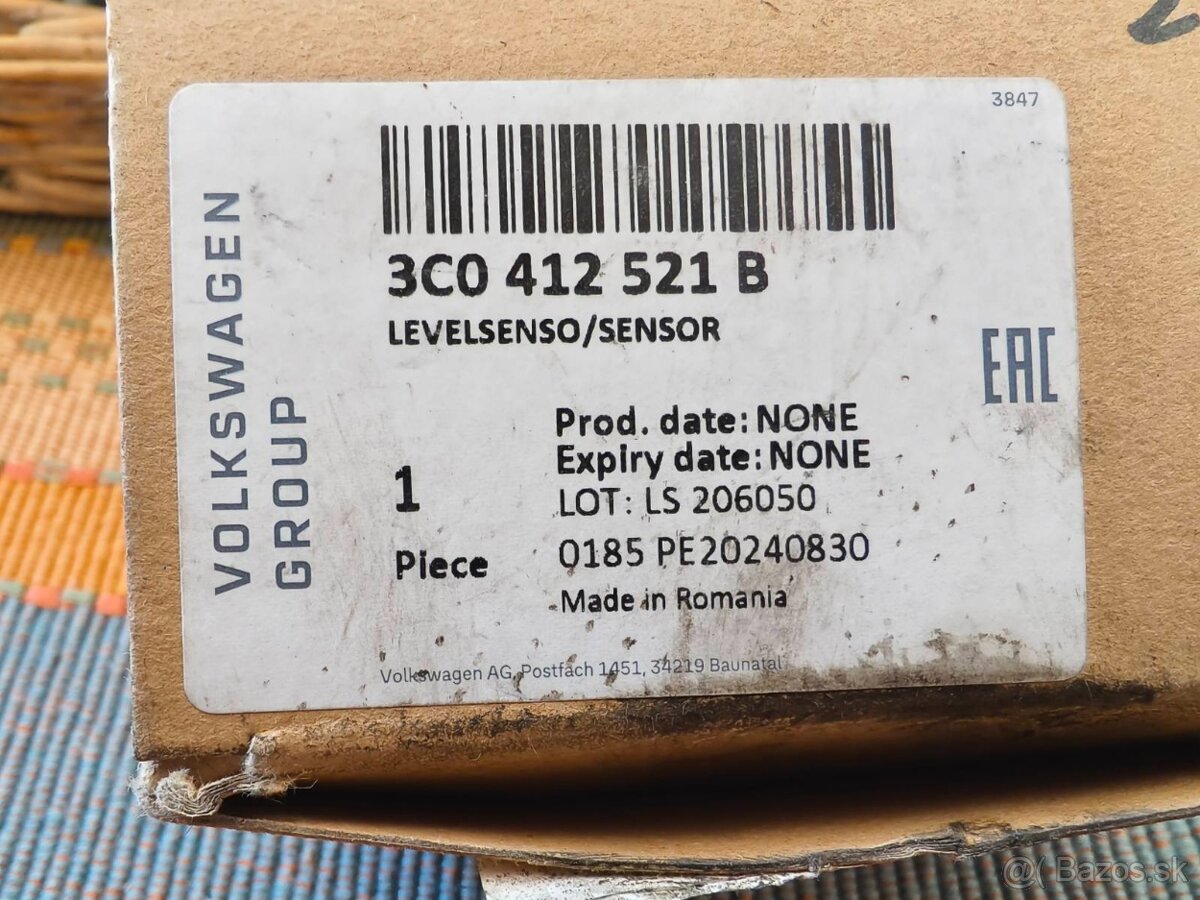 3847
VOLKSWAGEN
GROUP
3C0 412 521 B
LEVELSENSO/SENSOR
EAC
Prod. date: NONE
Expiry date: NONE
1
LOT: LS 206050
Piece
0185 PE20240830
Made in Romania
Volkswagen AG, Postfach 1451, 34219 Baunatal
@( Bazos.sk